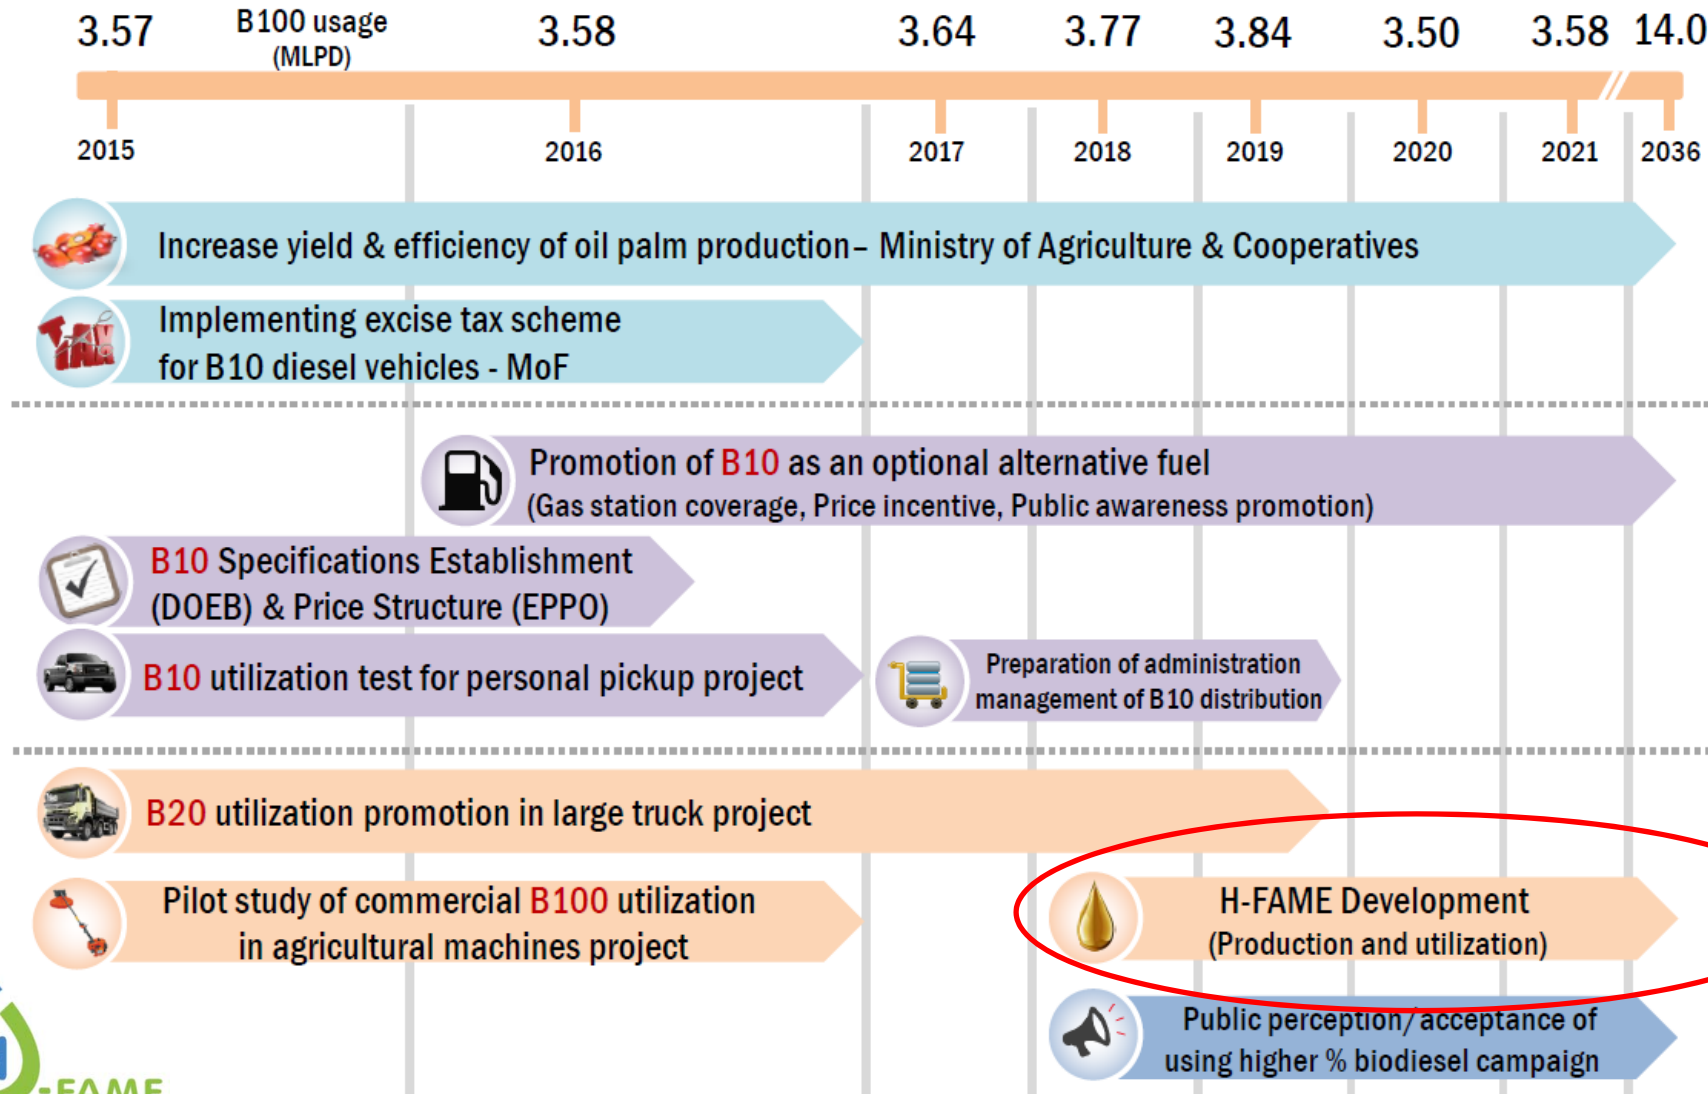 3.57 B100 usage 3.58 3.64 3.77 3.84 3.50 3.58 14.0
(MLPD)
2015 2016 2017 2018 2019 2020 2021 2036
Increase yield & efficiency of oil palm production– Ministry of Agriculture & Cooperatives
TAX
Implementing excise tax scheme
for B10 diesel vehicles - MoF
Promotion of B10 as an optional alternative fuel
(Gas station coverage, Price incentive, Public awareness promotion)
B10 Specifications Establishment
(DOEB) & Price Structure (EPPO)
B10 utilization test for personal pickup project
Preparation of administration
management of B10 distribution
B20 utilization promotion in large truck project
Pilot study of commercial B100 utilization
in agricultural machines project
H-FAME Development
(Production and utilization)
Public perception/acceptance of
using higher % biodiesel campaign
-FAME